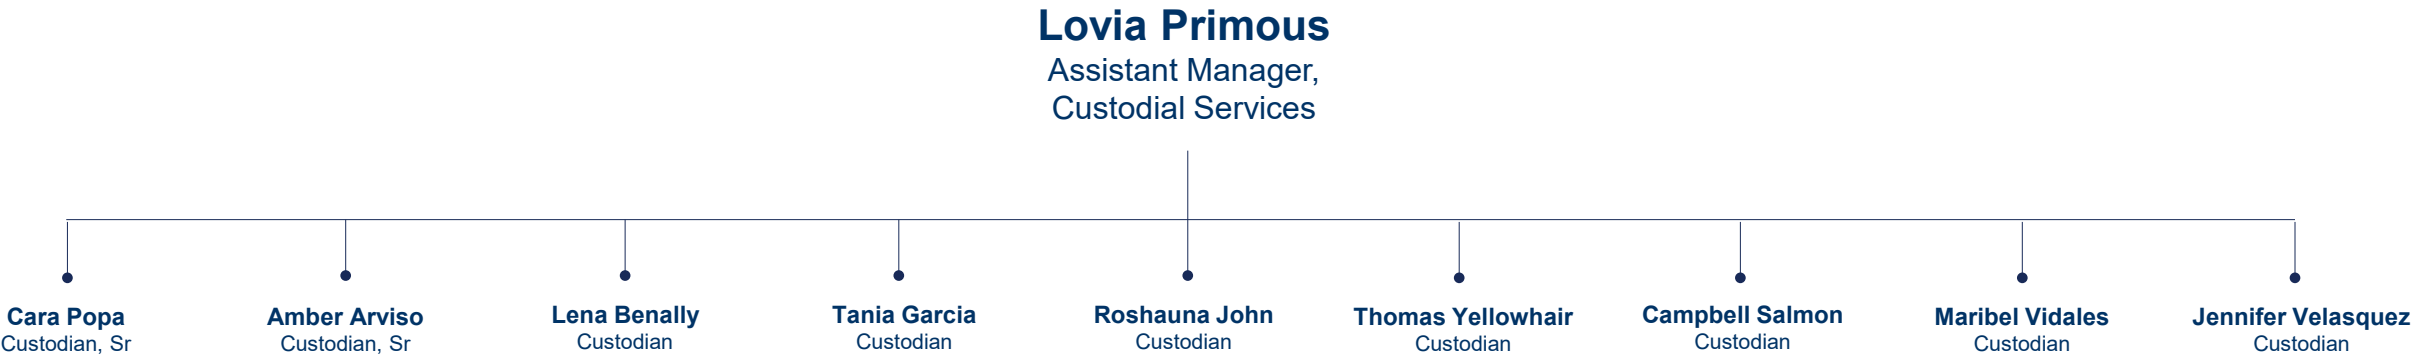 Lovia Primous
Assistant Manager,
Custodial Services
Cara Popa
Custodian, Sr
Amber Arviso
Custodian, Sr
Lena Benally
Custodian
Tania Garcia
Custodian
Roshauna John
Custodian
Thomas Yellowhair
Custodian
Campbell Salmon
Custodian
Maribel Vidales
Custodian
Jennifer Velasquez
Custodian